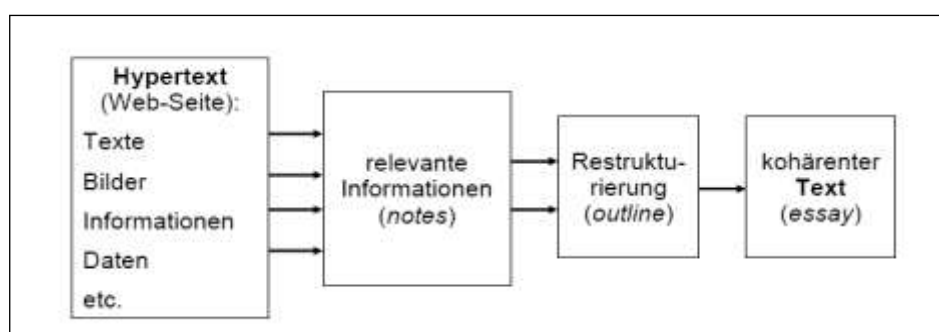 Hypertext
(Web-Seite):
Texte
Bilder
Informationen
Daten
etc.
relevante
Informationen
(notes)
Restruktu-
rierung
(outline)
kohärenter
Text
(essay)